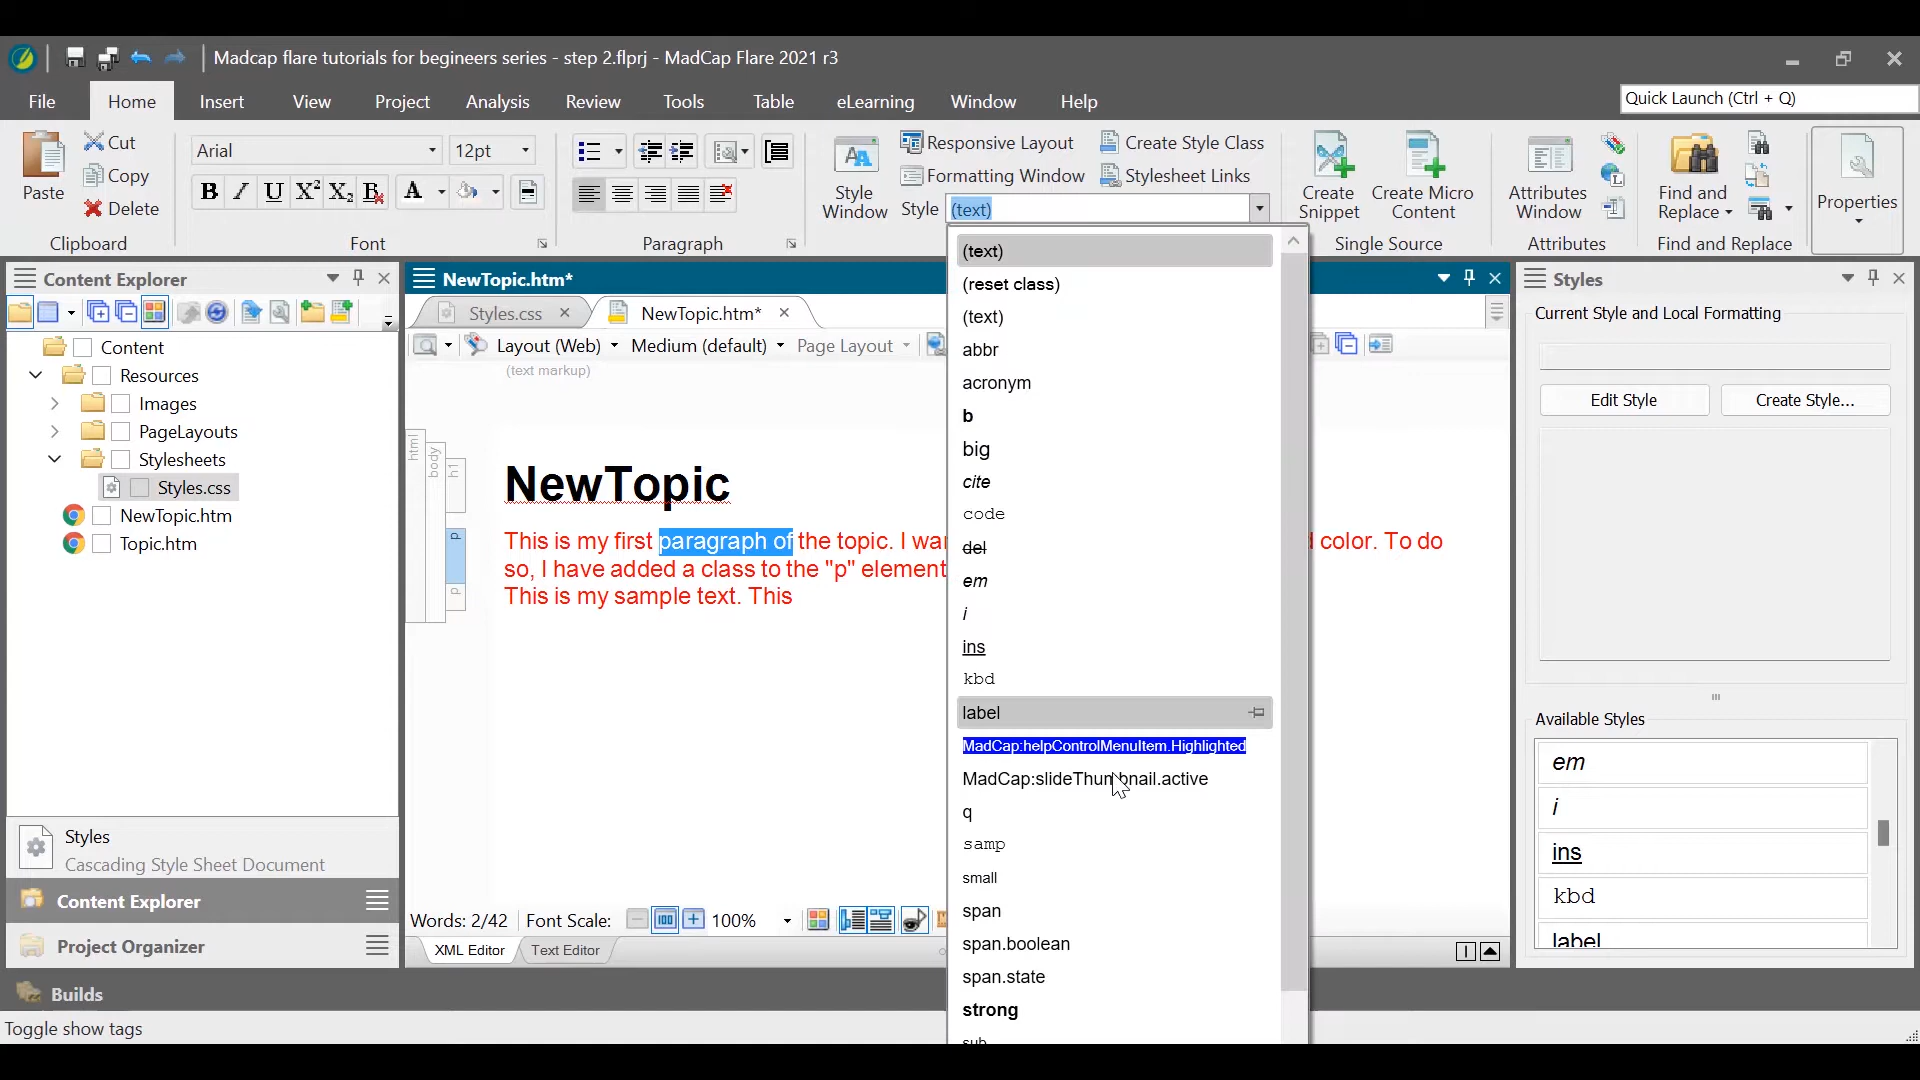 Madcap flare tutorials for begineers series - step 2.flprj - MadCap Flare 2021 r3
File Home Insert View Project Analysis Review Tools Table eLearning Window Help
Quick Launch (Ctrl + Q)
Paste
Cut
Copy
Delete
Clipboard
Arial 12pt
B I U X² X₂ B
A
Font
Paragraph
Style Window
Responsive Layout
Create Style Class
Formatting Window
Stylesheet Links
Style (text)
Create Snippet
Create Micro Content
Single Source
Attributes Window
Attributes
Find and Replace
Find and Replace
Properties
Content Explorer
Content
Resources
Images
PageLayouts
Stylesheets
Styles.css
NewTopic.htm
Topic.htm
Styles
Cascading Style Sheet Document
Content Explorer
Project Organizer
Builds
Toggle show tags
NewTopic.htm*
Styles.css
NewTopic.htm*
Layout (Web) Medium (default) Page Layout
(text markup)
html
body
h1
p
p
NewTopic
This is my first paragraph of the topic. I color. To do
so, I have added a class to the "p" element
This is my sample text. This
Words: 2/42 Font Scale: 100 100%
XML Editor Text Editor
(text)
(reset class)
(text)
abbr
acronym
b
big
cite
code
del
em
i
ins
kbd
label
MadCap:helpControlMenuItem.Highlighted
MadCap:slideThumbnail.active
q
samp
small
span
span.boolean
span.state
strong
sub
Styles
Current Style and Local Formatting
Edit Style
Create Style...
Available Styles
em
i
ins
kbd
label